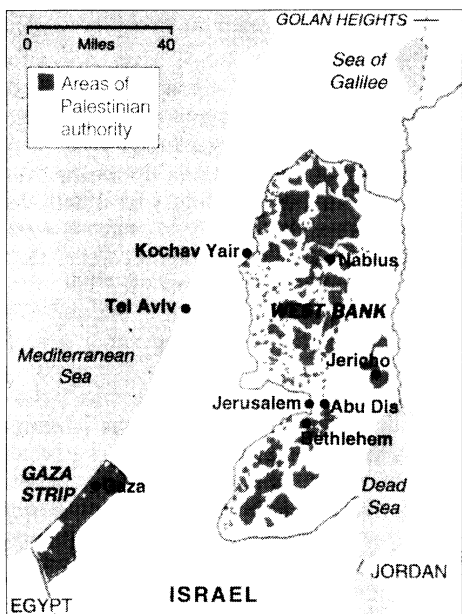 GOLAN HEIGHTS
0 40
Miles
Sea of
Galilee
Areas of
Palestinian
authority
Kochav Yair
Nablus
Tel Aviv
WEST BANK
Mediterranean
Sea
Jericho
Jerusalem
Abu Dis
Bethlehem
GAZA
STRIP
Gaza
Dead
Sea
JORDAN
ISRAEL
EGYPT